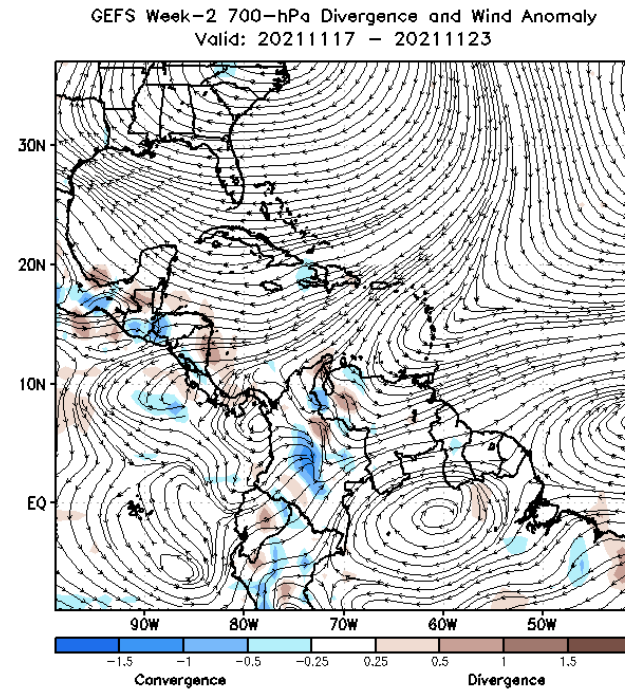 GEFS Week-2 700-hPa Divergence and Wind Anomaly
Valid: 20211117 - 20211123
30N
20N
10N
EQ
90W 80W 70W 60W 50W
-1.5 -1 -0.5 -0.25 0.25 0.5 1 1.5
Convergence Divergence